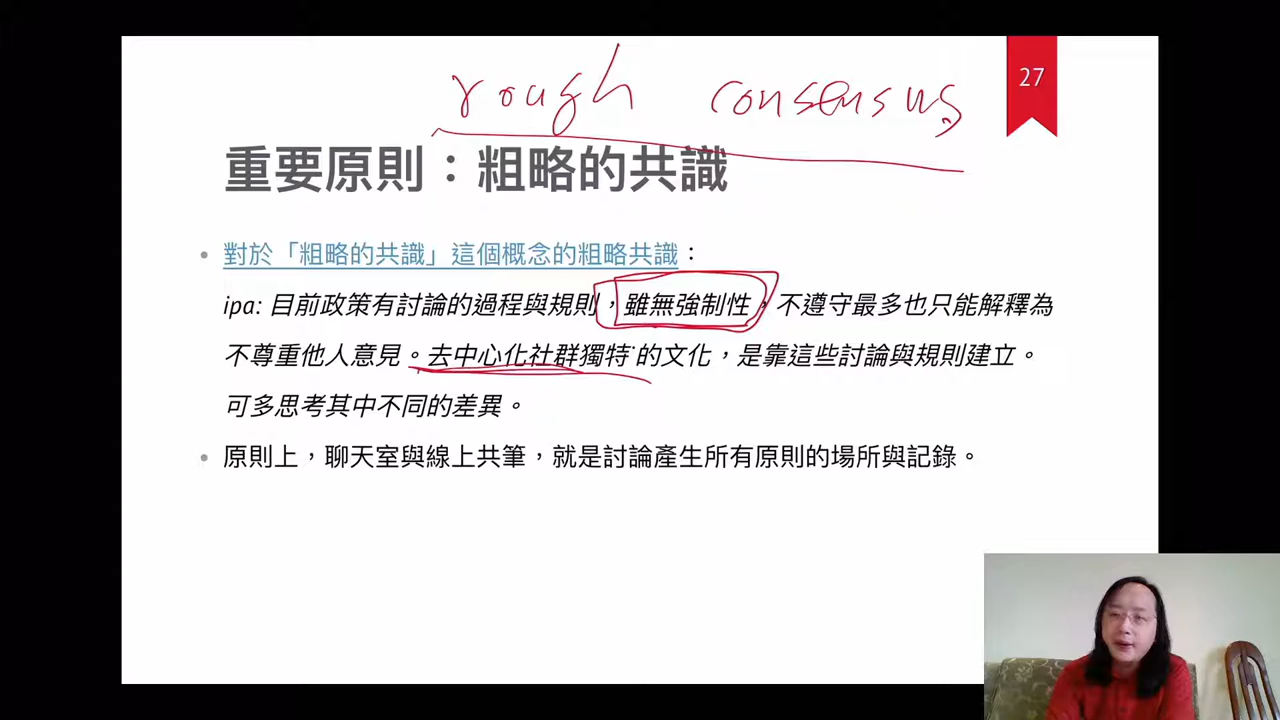 rough consensus
27
重要原則：粗略的共識
• 對於「粗略的共識」這個概念的粗略共識：
ipa: 目前政策有討論的過程與規則，雖無強制性，不遵守最多也只能解釋為
不尊重他人意見。去中心化社群獨特的文化，是靠這些討論與規則建立。
可多思考其中不同的差異。
• 原則上，聊天室與線上共筆，就是討論產生所有原則的場所與記錄。